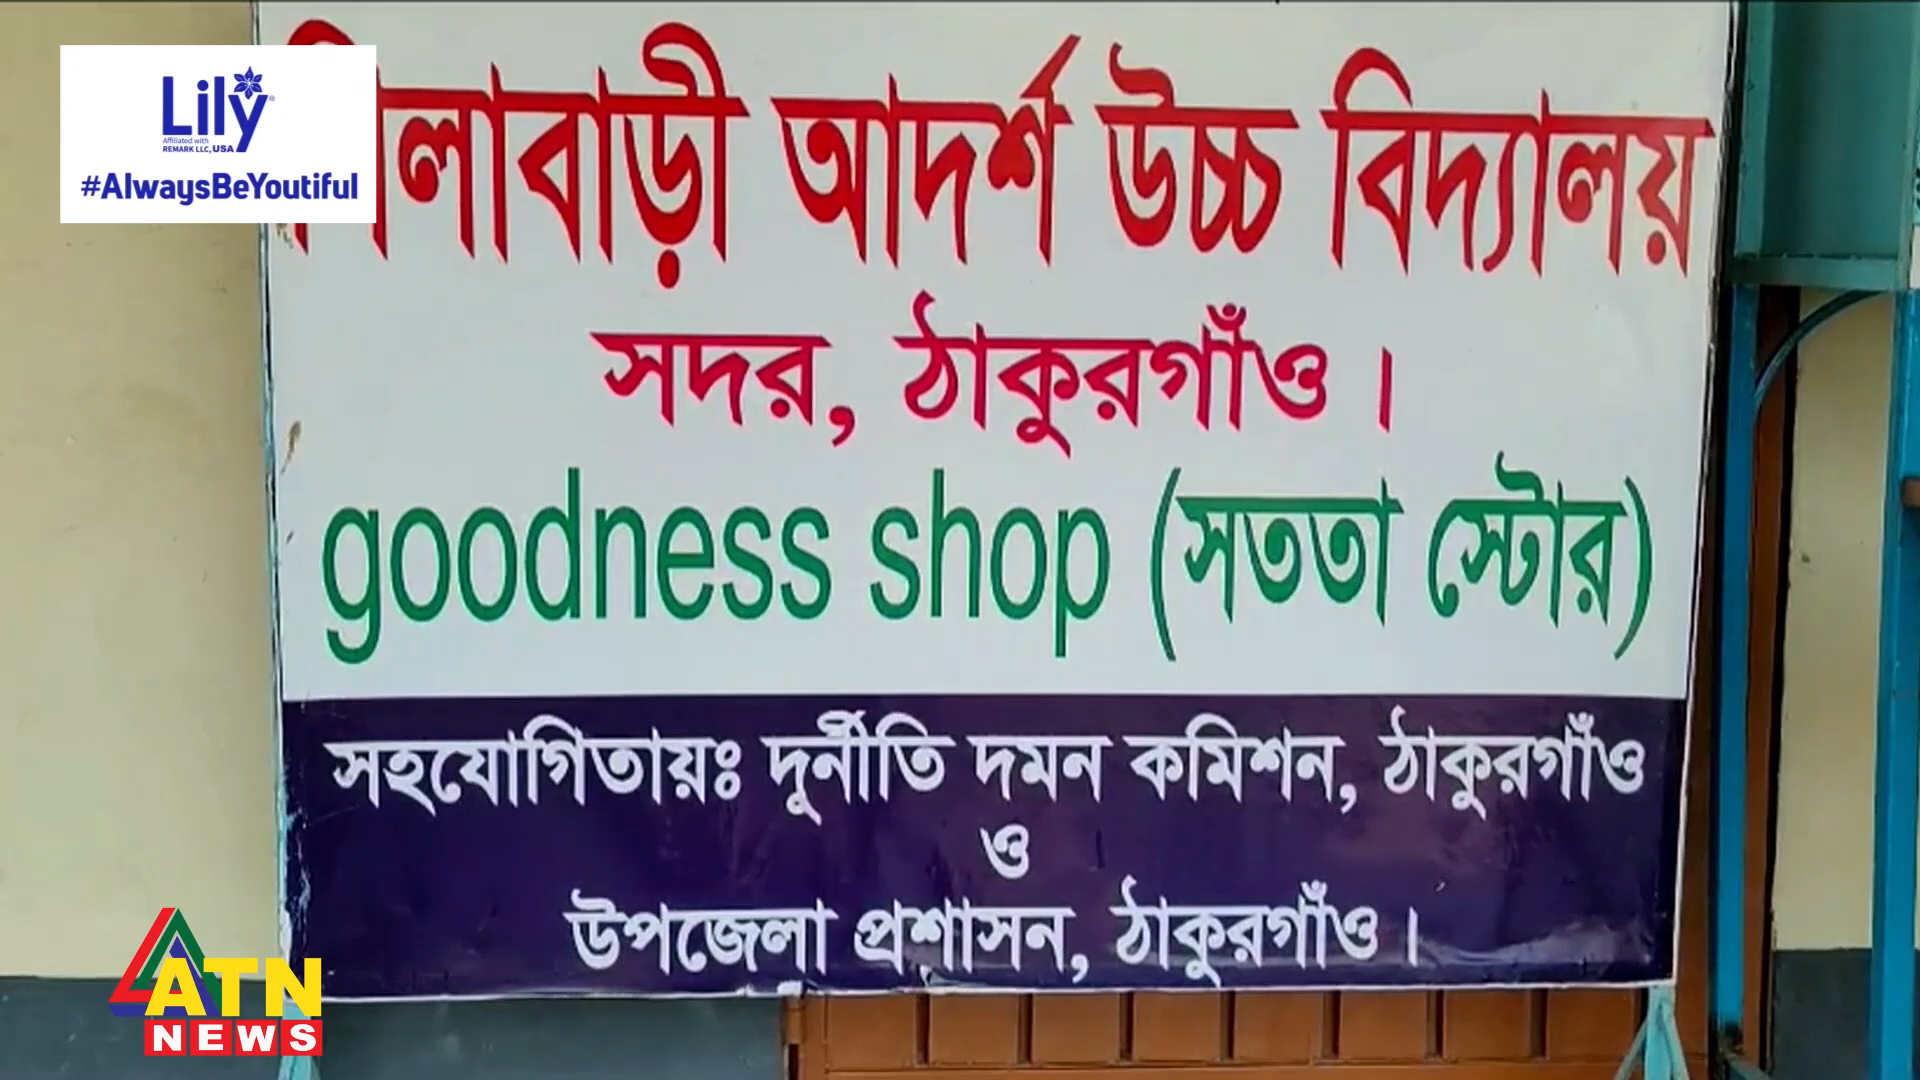 Lily
Affiliated with
REMARK LLC, USA
#AlwaysBeYoutiful
আদর্শ উচ্চ বিদ্যালয়
সদর, ঠাকুরগাঁও।
goodness shop (সততা স্টোর)
সহযোগিতায়ঃ দুর্নীতি দমন কমিশন, ঠাকুরগাঁও
ও
উপজেলা প্রশাসন, ঠাকুরগাঁও।
ATN
NEWS